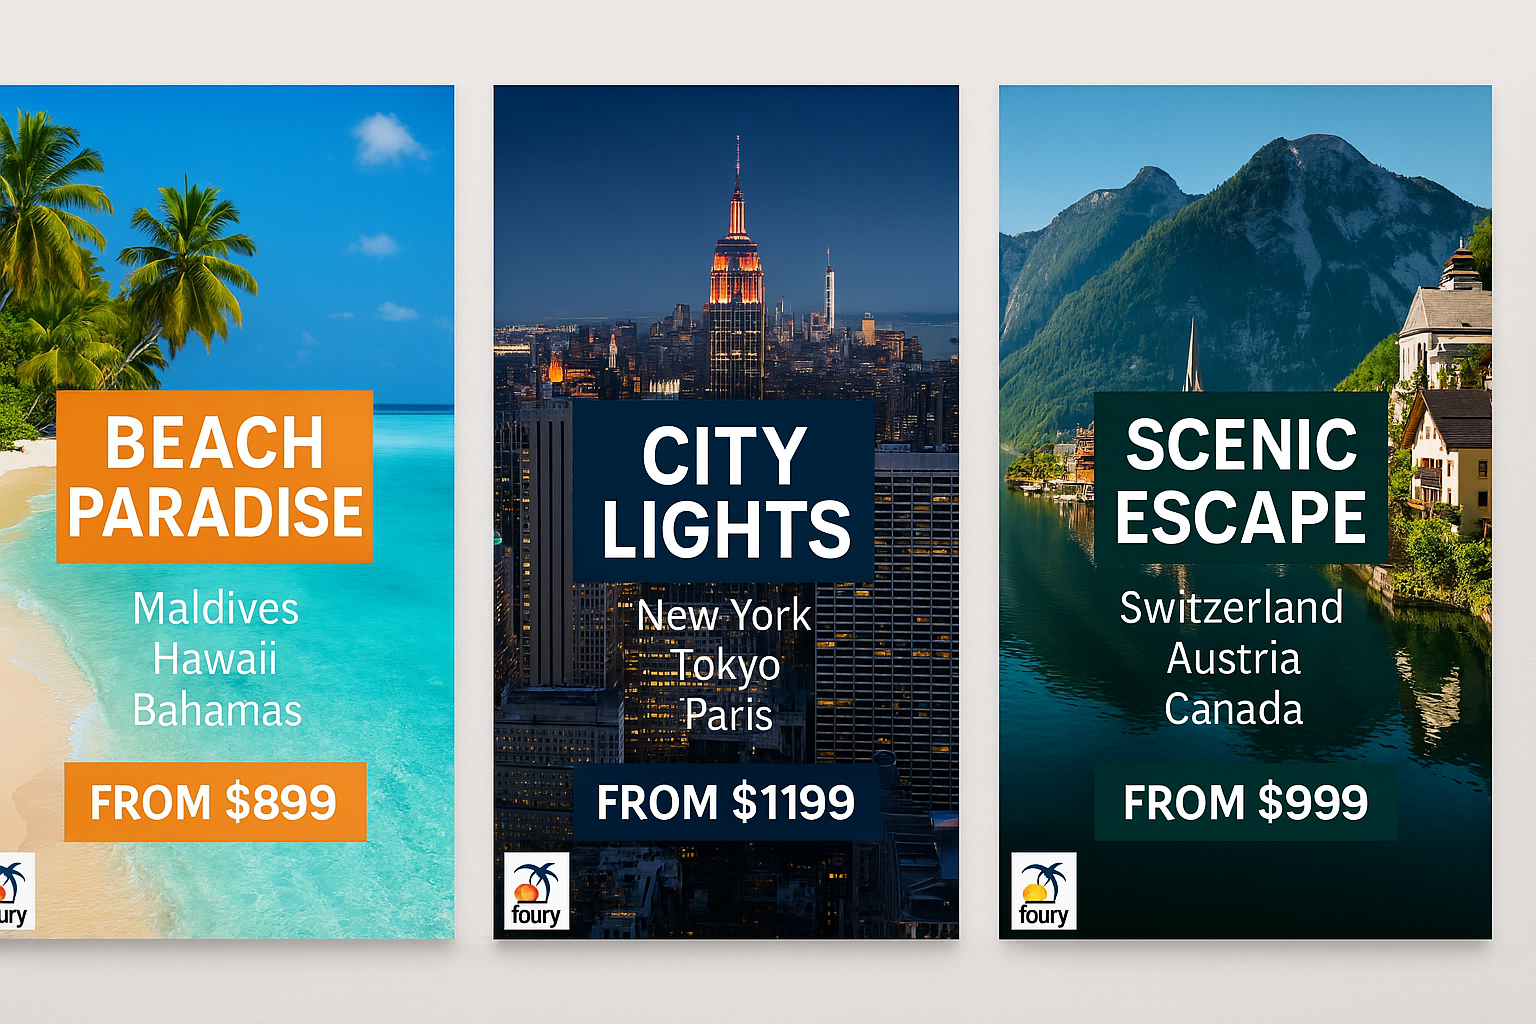 BEACH
PARADISE
Maldives
Hawaii
Bahamas
FROM $899
ury
CITY
LIGHTS
New York
Tokyo
Paris
FROM $1199
foury
SCENIC
ESCAPE
Switzerland
Austria
Canada
FROM $999
foury